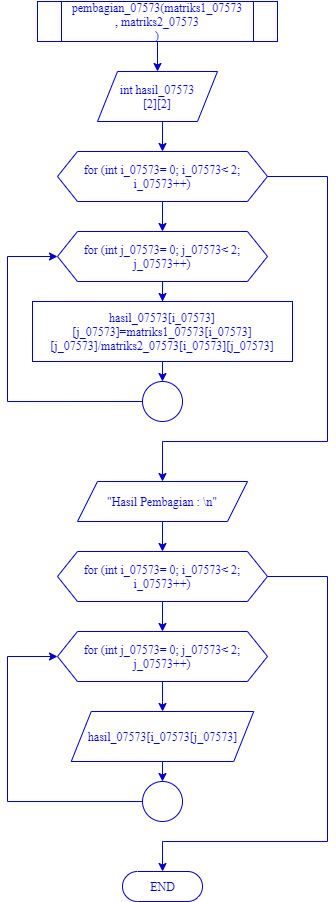 pembagian_07573(matriks1_07573
, matriks2_07573
)
int hasil_07573
[2][2]
for (int i_07573= 0; i_07573< 2;
i_07573++)
for (int j_07573= 0; j_07573< 2;
j_07573++)
hasil_07573[i_07573]
[j_07573]=matriks1_07573[i_07573]
[j_07573]/matriks2_07573[i_07573][j_07573]
"Hasil Pembagian : \n"
for (int i_07573= 0; i_07573< 2;
i_07573++)
for (int j_07573= 0; j_07573< 2;
j_07573++)
hasil_07573[i_07573[j_07573]
END